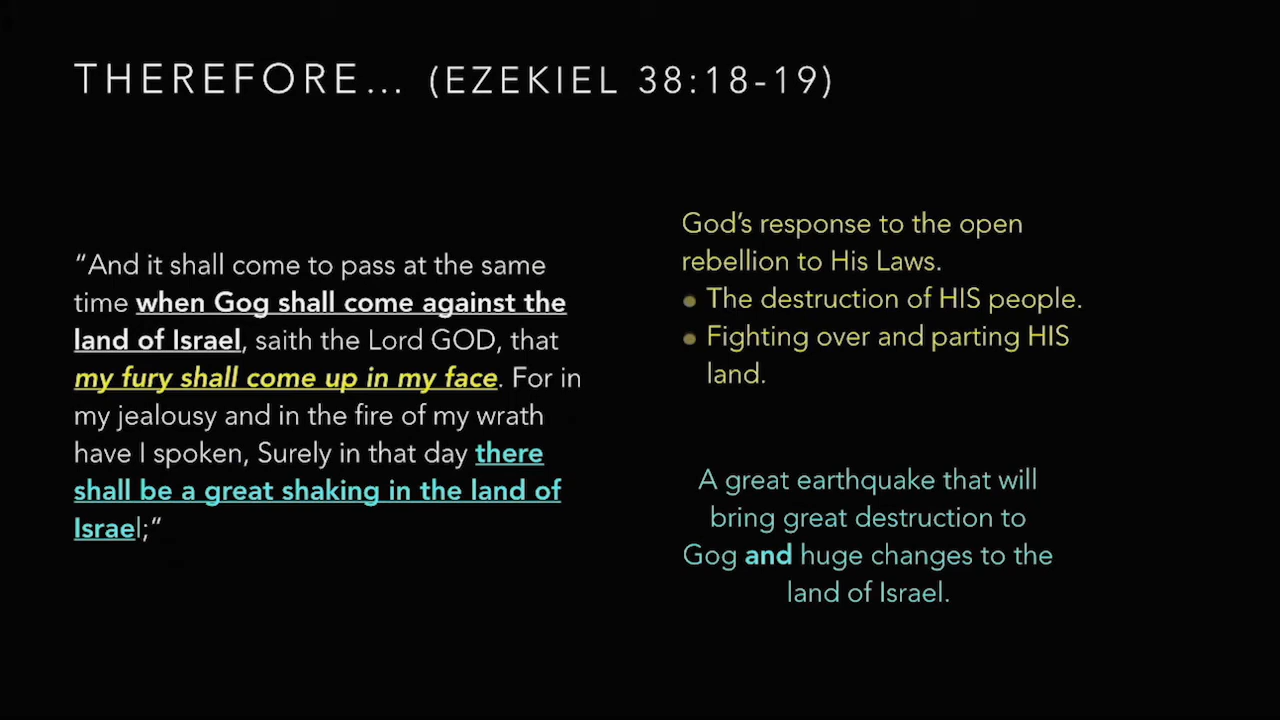 THEREFORE... (EZEKIEL 38:18-19)
“And it shall come to pass at the same
time when Gog shall come against the
land of Israel, saith the Lord GOD, that
my fury shall come up in my face. For in
my jealousy and in the fire of my wrath
have I spoken, Surely in that day there
shall be a great shaking in the land of
Israel;”
God’s response to the open
rebellion to His Laws.
• The destruction of HIS people.
• Fighting over and parting HIS
land.
A great earthquake that will
bring great destruction to
Gog and huge changes to the
land of Israel.